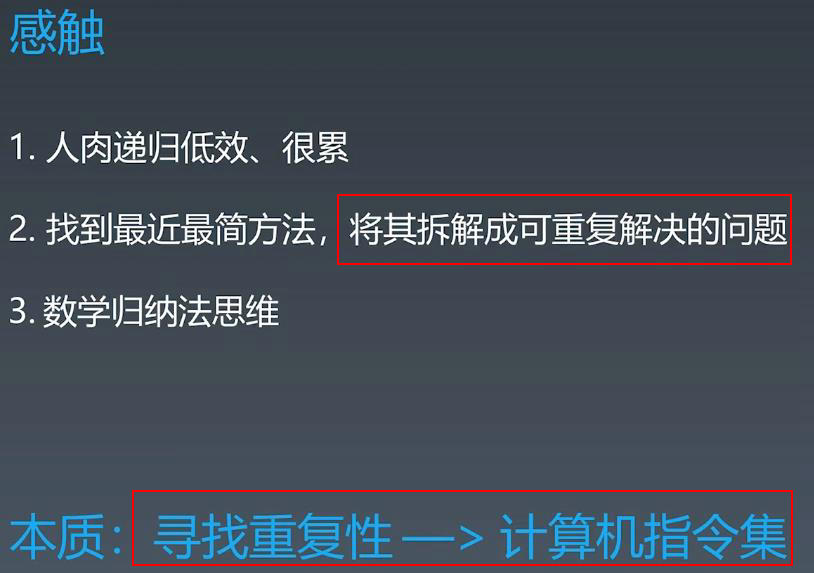 感触
1. 人肉递归低效、很累
2. 找到最近最简方法，将其拆解成可重复解决的问题
3. 数学归纳法思维
本质：寻找重复性 —> 计算机指令集